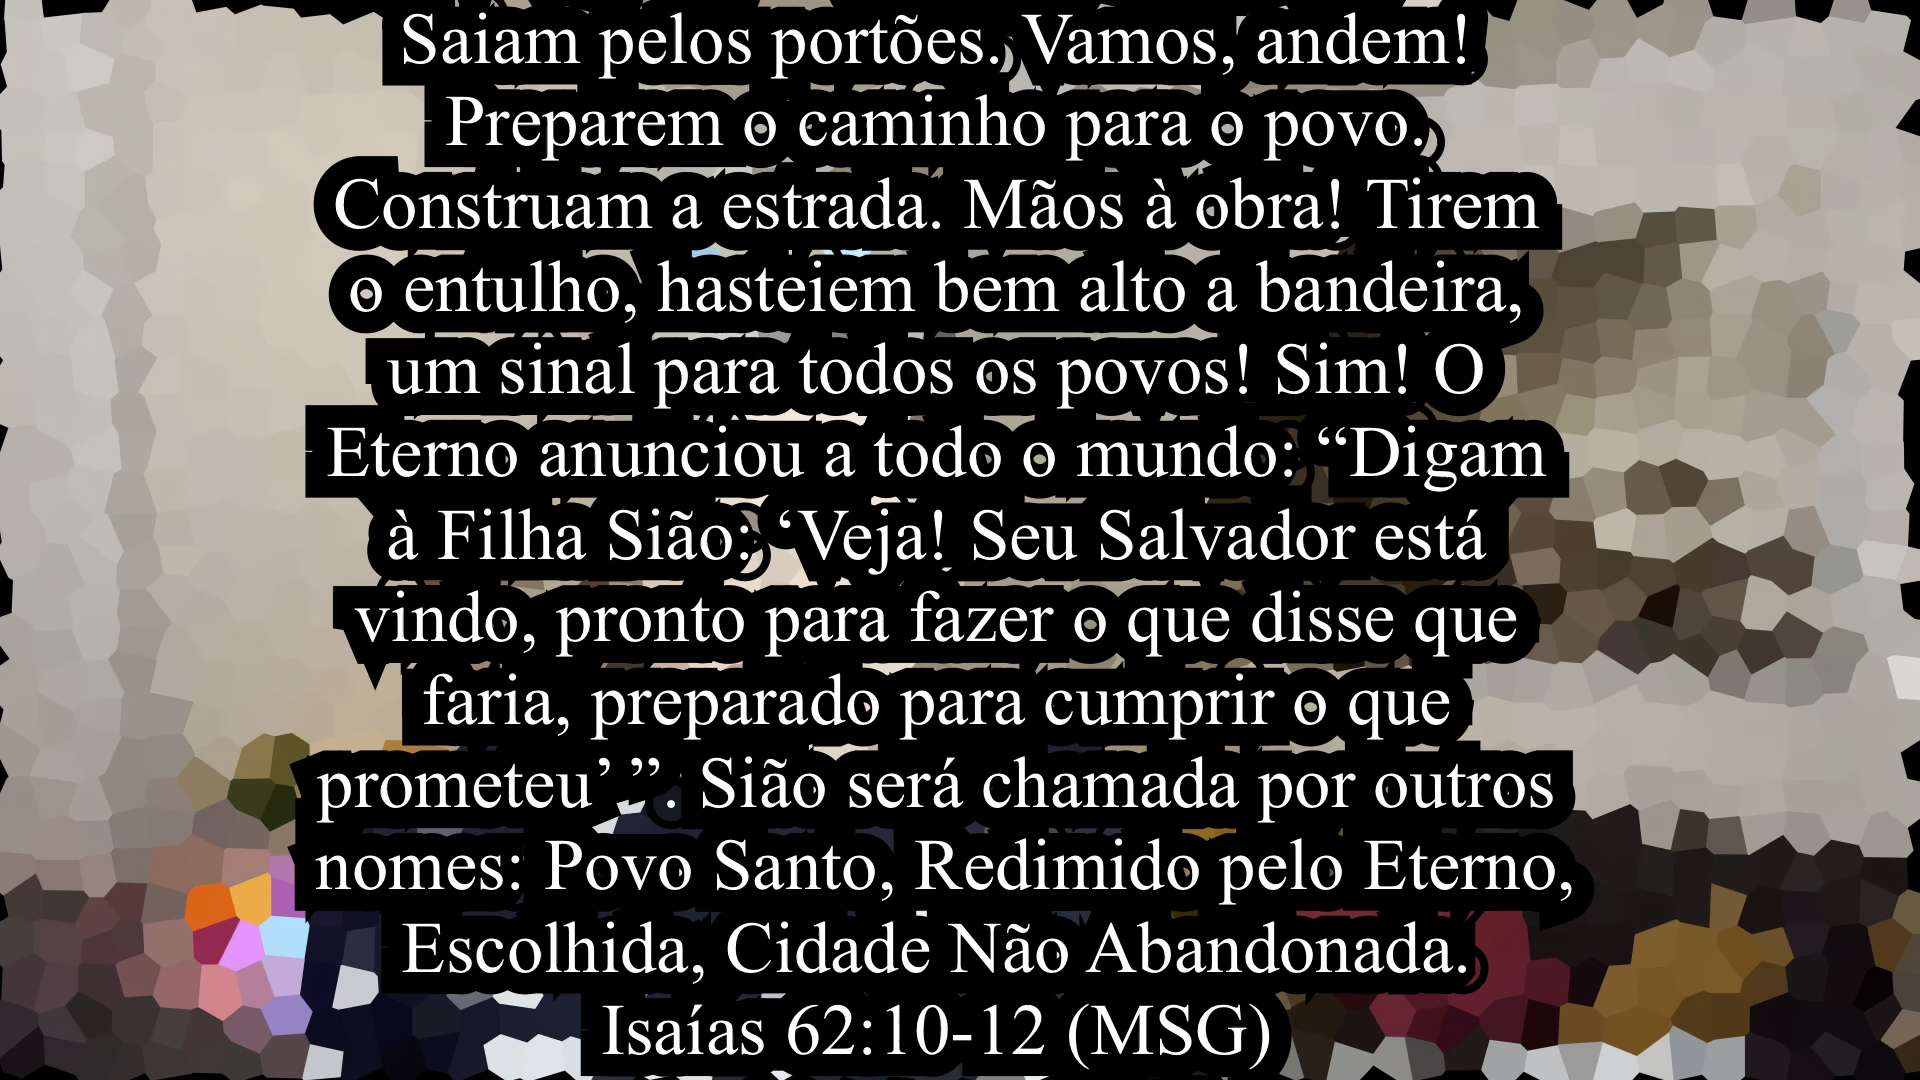 Saiam pelos portões. Vamos, andem!
Preparem o caminho para o povo.
Construam a estrada. Mãos à obra! Tirem
o entulho, hasteiem bem alto a bandeira,
um sinal para todos os povos! Sim! O
Eterno anunciou a todo o mundo: “Digam
à Filha Sião: ‘Veja! Seu Salvador está
vindo, pronto para fazer o que disse que
faria, preparado para cumprir o que
prometeu’ ”. Sião será chamada por outros
nomes: Povo Santo, Redimido pelo Eterno,
Escolhida, Cidade Não Abandonada.
Isaías 62:10-12 (MSG)